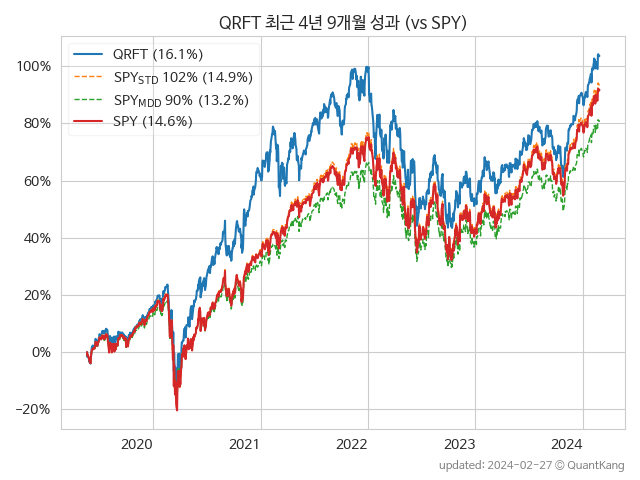 QRFT 최근 4년 9개월 성과 (vs SPY)
QRFT (16.1%)
SPY_STD 102% (14.9%)
SPY_MDD 90% (13.2%)
SPY (14.6%)
100%
80%
60%
40%
20%
0%
−20%
2020 2021 2022 2023 2024
updated: 2024-02-27 © QuantKang